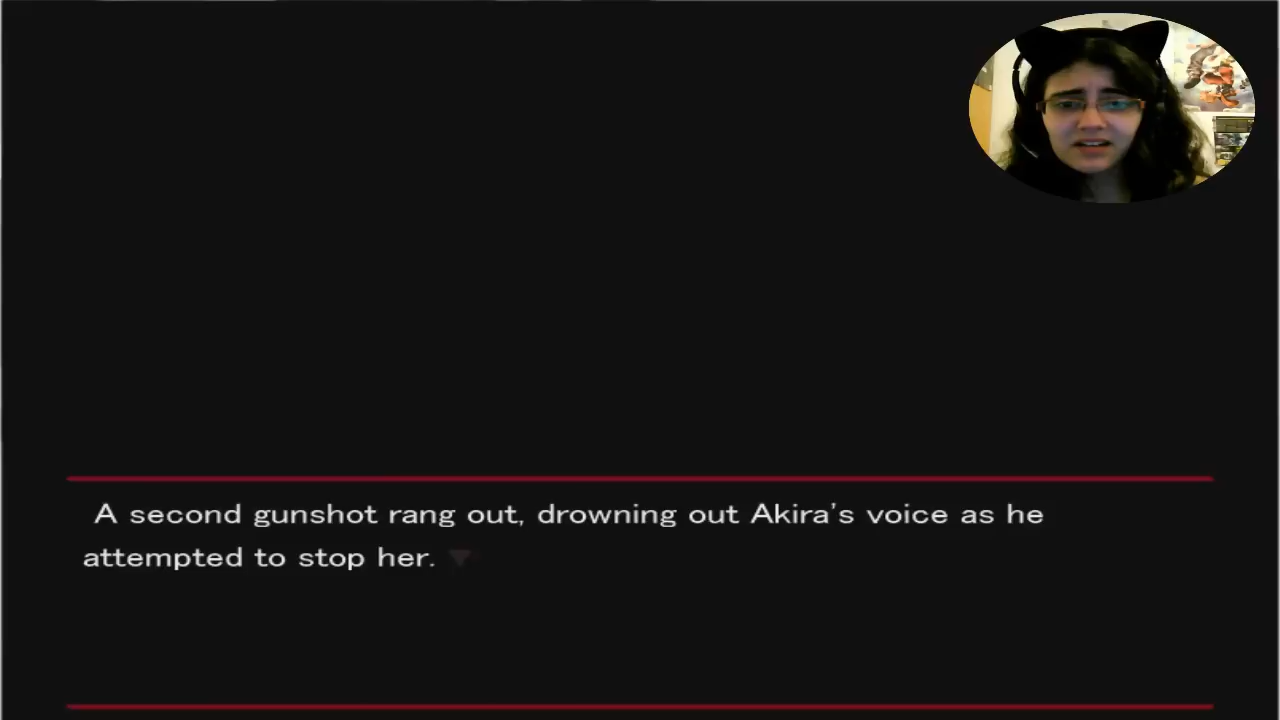 A second gunshot rang out, drowning out Akira's voice as he
attempted to stop her.